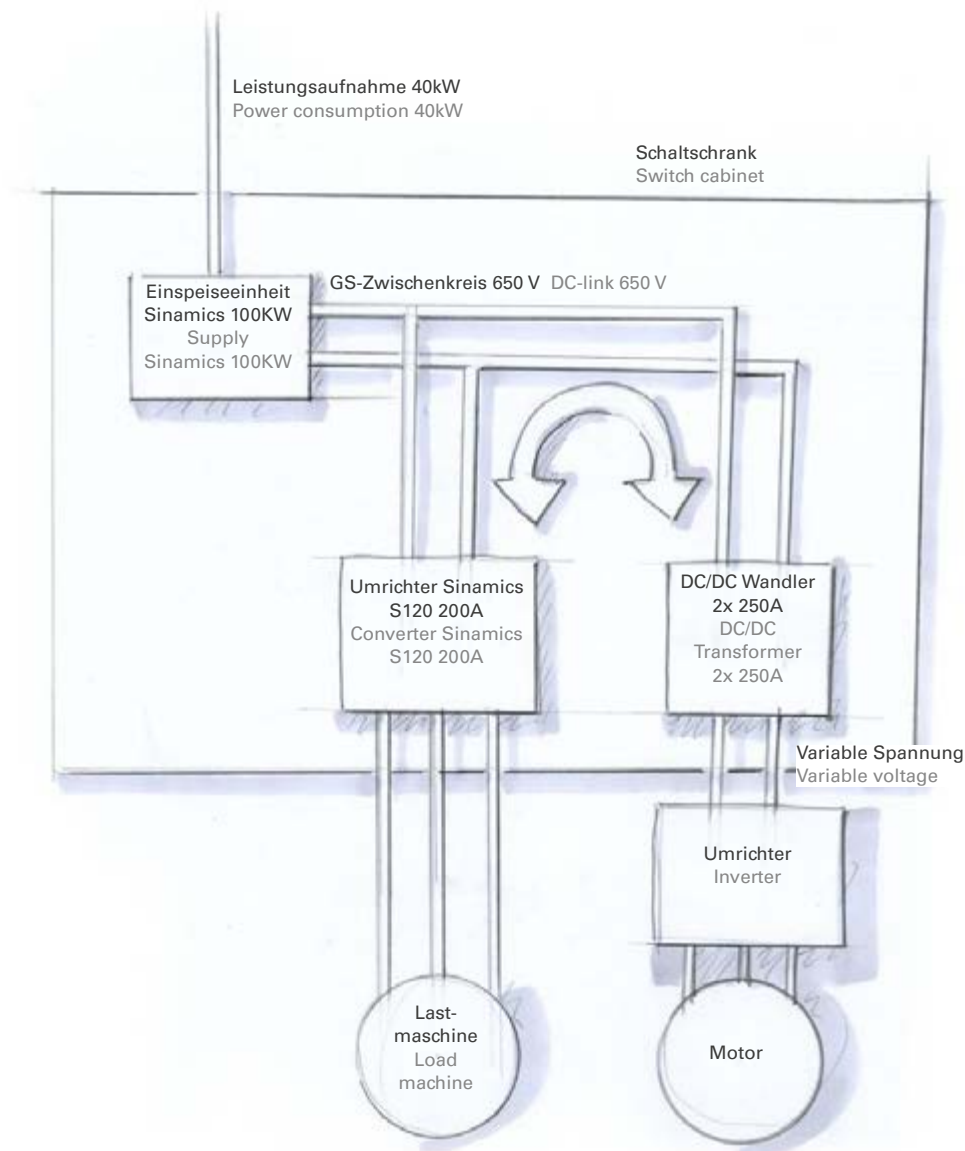 Leistungsaufnahme 40kW
Power consumption 40kW
Schaltschrank
Switch cabinet
GS-Zwischenkreis 650 V DC-link 650 V
Einspeiseeinheit
Sinamics 100KW
Supply
Sinamics 100KW
Umrichter Sinamics
S120 200A
Converter Sinamics
S120 200A
DC/DC Wandler
2x 250A
DC/DC
Transformer
2x 250A
Variable Spannung
Variable voltage
Umrichter
Inverter
Last-
maschine
Load
machine
Motor